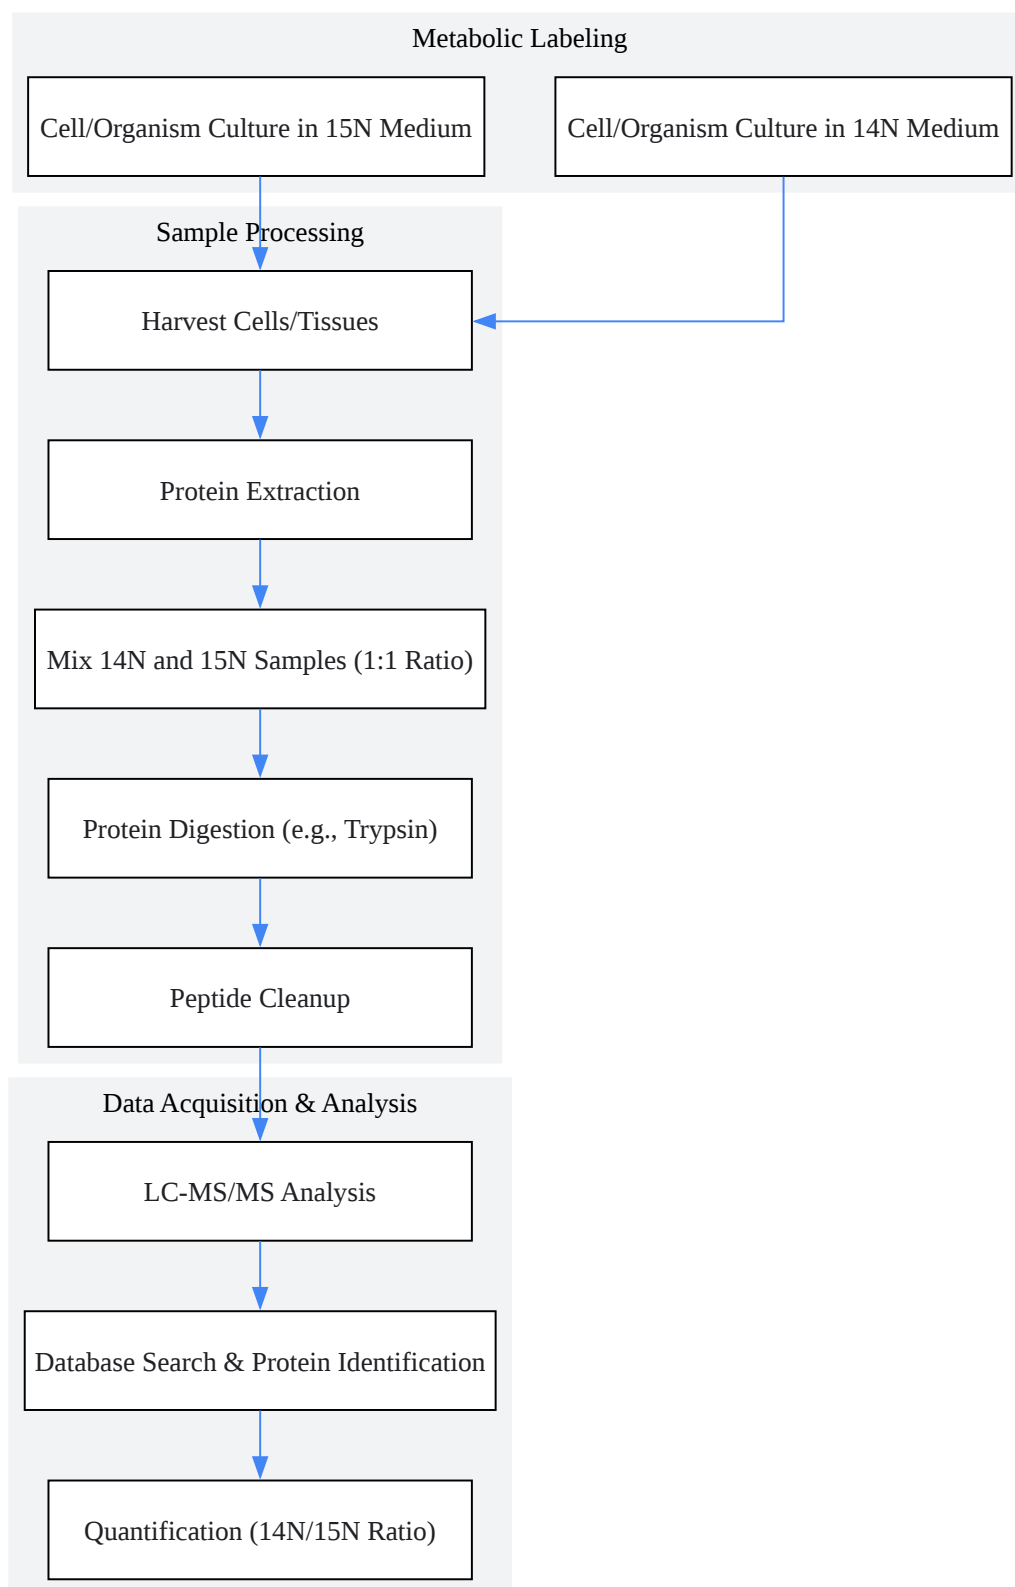 Metabolic Labeling
Cell/Organism Culture in 15N Medium
Cell/Organism Culture in 14N Medium
Sample Processing
Harvest Cells/Tissues
Protein Extraction
Mix 14N and 15N Samples (1:1 Ratio)
Protein Digestion (e.g., Trypsin)
Peptide Cleanup
Data Acquisition & Analysis
LC-MS/MS Analysis
Database Search & Protein Identification
Quantification (14N/15N Ratio)